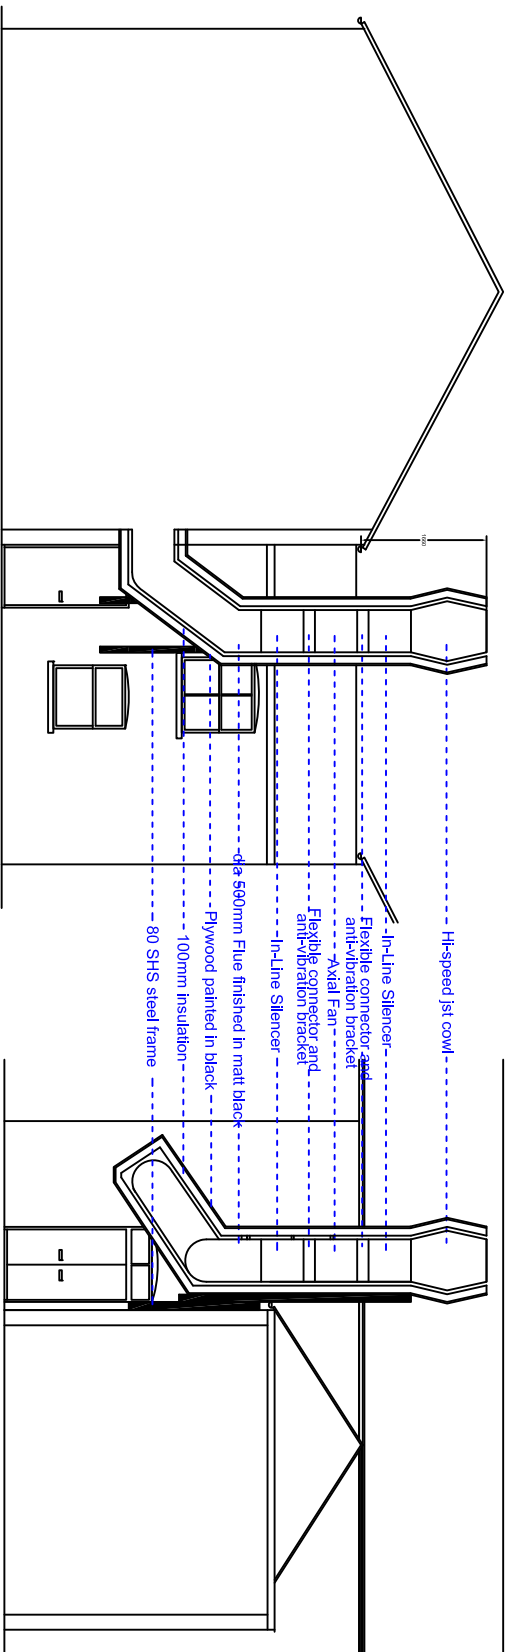 Hi-speed jst cowl
In-Line Silencer
Flexible connector and
anti-vibration bracket
Axial Fan
Flexible connector and
anti-vibration bracket
In-Line Silencer
dia 500mm Flue finished in matt black
Plywood painted in black
100mm insulation
80 SHS steel frame